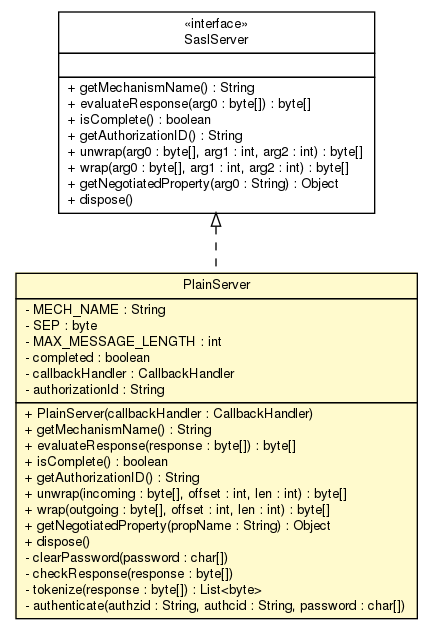 «interface»
SaslServer
+ getMechanismName() : String
+ evaluateResponse(arg0 : byte[]) : byte[]
+ isComplete() : boolean
+ getAuthorizationID() : String
+ unwrap(arg0 : byte[], arg1 : int, arg2 : int) : byte[]
+ wrap(arg0 : byte[], arg1 : int, arg2 : int) : byte[]
+ getNegotiatedProperty(arg0 : String) : Object
+ dispose()
PlainServer
- MECH_NAME : String
- SEP : byte
- MAX_MESSAGE_LENGTH : int
- completed : boolean
- callbackHandler : CallbackHandler
- authorizationId : String
+ PlainServer(callbackHandler : CallbackHandler)
+ getMechanismName() : String
+ evaluateResponse(response : byte[]) : byte[]
+ isComplete() : boolean
+ getAuthorizationID() : String
+ unwrap(incoming : byte[], offset : int, len : int) : byte[]
+ wrap(outgoing : byte[], offset : int, len : int) : byte[]
+ getNegotiatedProperty(propName : String) : Object
+ dispose()
- clearPassword(password : char[])
- checkResponse(response : byte[])
- tokenize(response : byte[]) : List<byte>
- authenticate(authzid : String, authcid : String, password : char[])